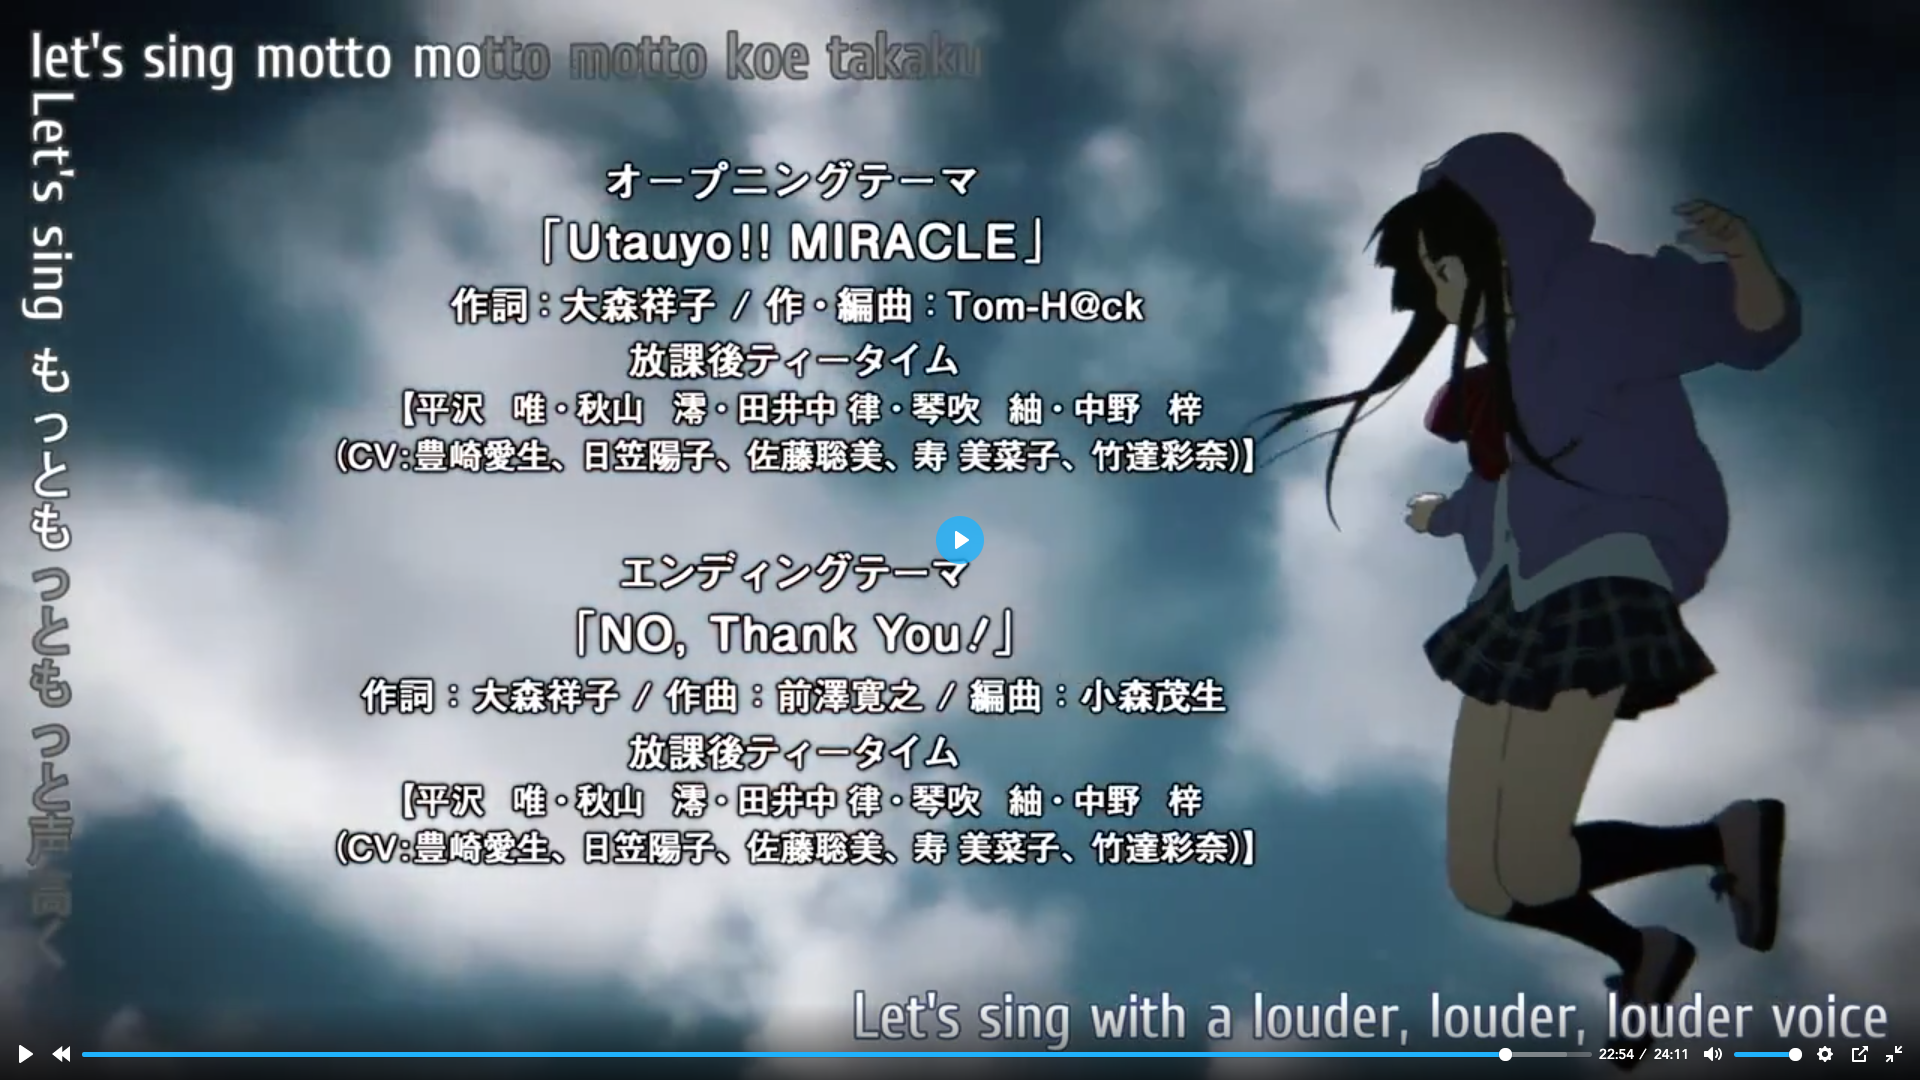 let's sing motto motto motto koe takaku
Let's sing もっともっともっと声高く
オープニングテーマ
「Utauyo!! MIRACLE」
作詞：大森祥子 / 作・編曲：Tom-H@ck
放課後ティータイム
【平沢 唯・秋山 澪・田井中 律・琴吹 紬・中野 梓
（CV:豊崎愛生、日笠陽子、佐藤聡美、寿 美菜子、竹達彩奈）】
エンディングテーマ
「NO, Thank You!」
作詞：大森祥子 / 作曲：前澤寛之 / 編曲：小森茂生
放課後ティータイム
【平沢 唯・秋山 澪・田井中 律・琴吹 紬・中野 梓
（CV:豊崎愛生、日笠陽子、佐藤聡美、寿 美菜子、竹達彩奈）】
Let's sing with a louder, louder, louder voice
22:54 / 24:11